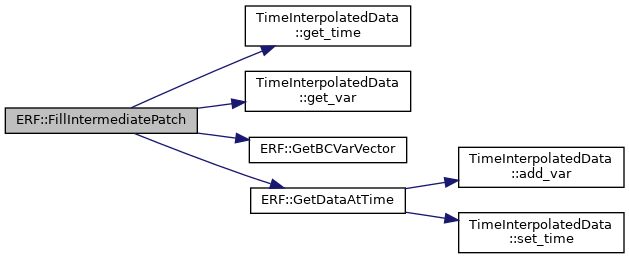 TimeInterpolatedData
::get_time
TimeInterpolatedData
::get_var
ERF::FillIntermediatePatch
ERF::GetBCVarVector
ERF::GetDataAtTime
TimeInterpolatedData
::add_var
TimeInterpolatedData
::set_time